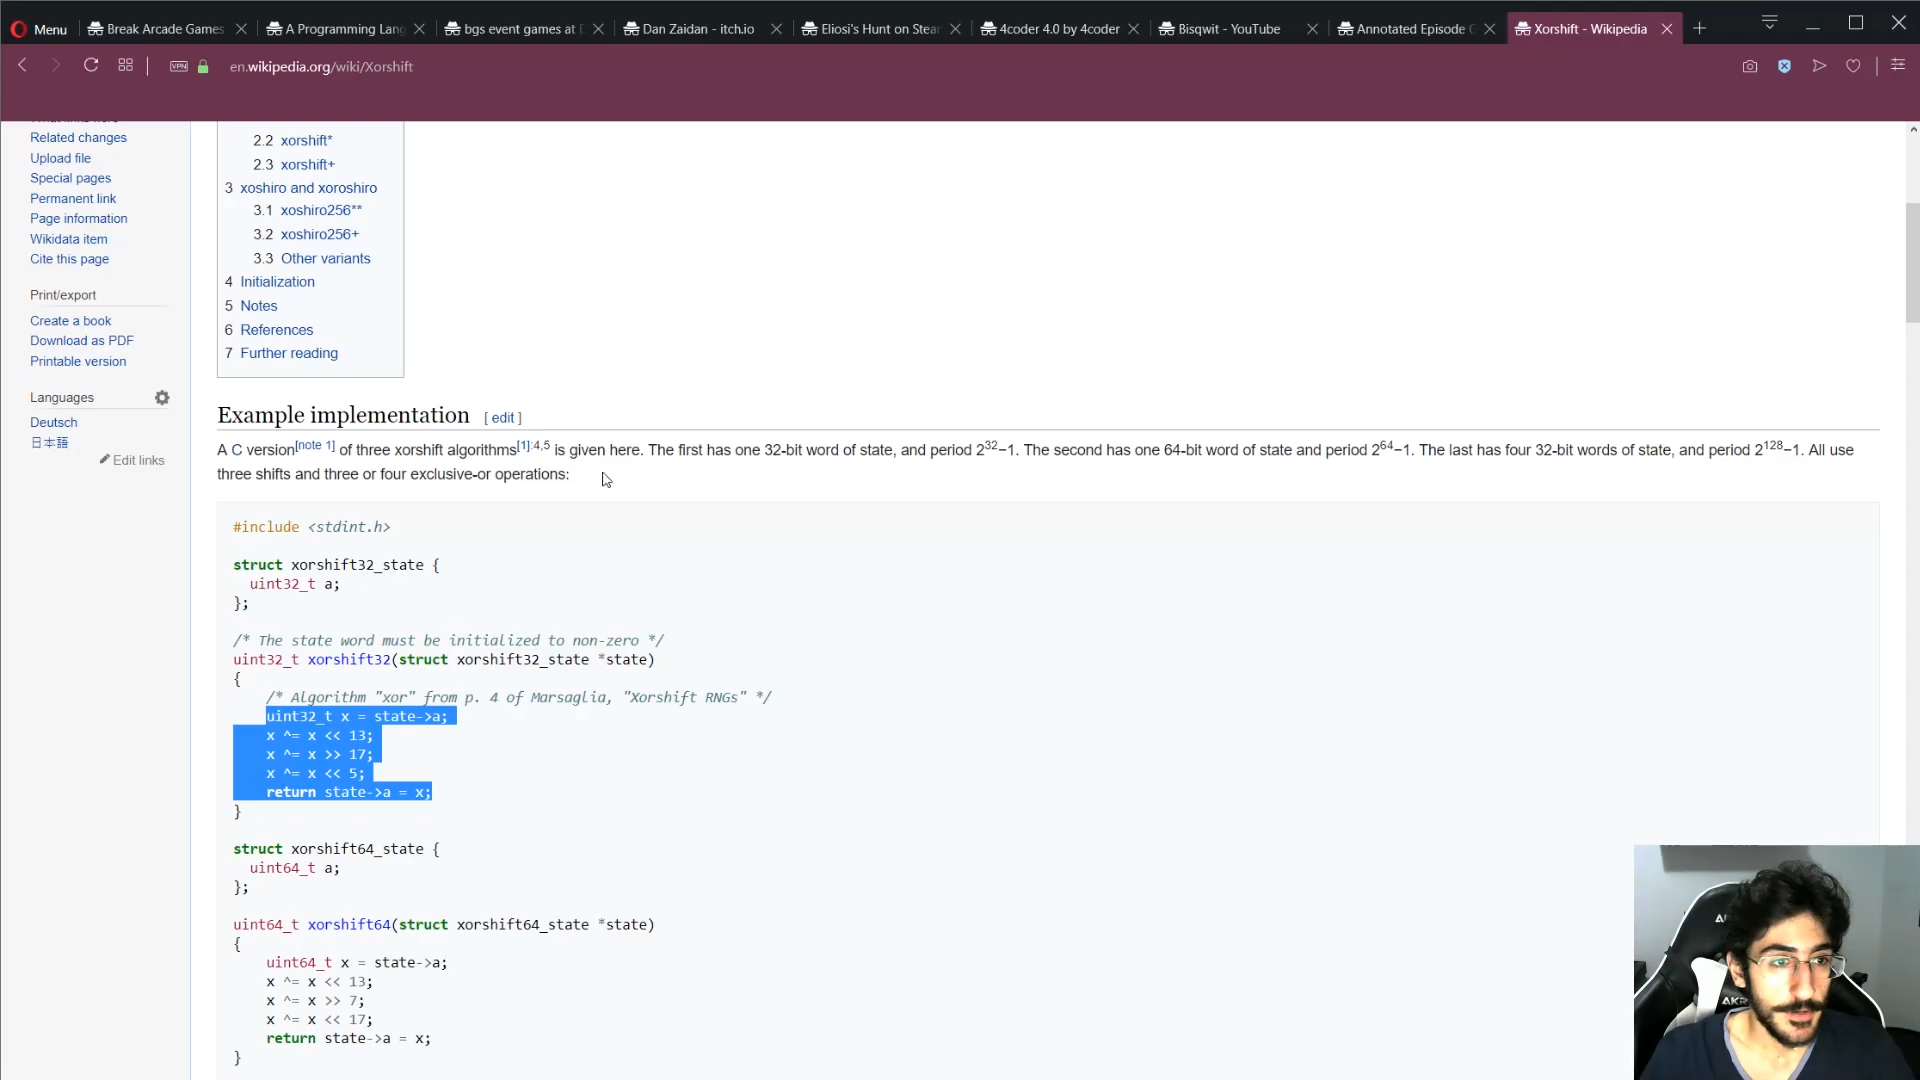 Menu
Break Arcade Games
A Programming Lang
bgs event games at D
Dan Zaidan - itch.io
Eliosi's Hunt on Stear
4coder 4.0 by 4coder
Bisqwit - YouTube
Annotated Episode G
Xorshift - Wikipedia
VPN
en.wikipedia.org/wiki/Xorshift
Related changes
Upload file
Special pages
Permanent link
Page information
Wikidata item
Cite this page
Print/export
Create a book
Download as PDF
Printable version
Languages
Deutsch
日本語
Edit links
2.2 xorshift*
2.3 xorshift+
3 xoshiro and xoroshiro
3.1 xoshiro256**
3.2 xoshiro256+
3.3 Other variants
4 Initialization
5 Notes
6 References
7 Further reading
Example implementation [ edit ]
A C version[note 1] of three xorshift algorithms[1]:4,5 is given here. The first has one 32-bit word of state, and period 2^32−1. The second has one 64-bit word of state and period 2^64−1. The last has four 32-bit words of state, and period 2^128−1. All use
three shifts and three or four exclusive-or operations:
#include <stdint.h>
struct xorshift32_state {
uint32_t a;
};
/* The state word must be initialized to non-zero */
uint32_t xorshift32(struct xorshift32_state *state)
{
/* Algorithm "xor" from p. 4 of Marsaglia, "Xorshift RNGs" */
uint32_t x = state->a;
x ^= x << 13;
x ^= x >> 17;
x ^= x << 5;
return state->a = x;
}
struct xorshift64_state {
uint64_t a;
};
uint64_t xorshift64(struct xorshift64_state *state)
{
uint64_t x = state->a;
x ^= x << 13;
x ^= x >> 7;
x ^= x << 17;
return state->a = x;
}